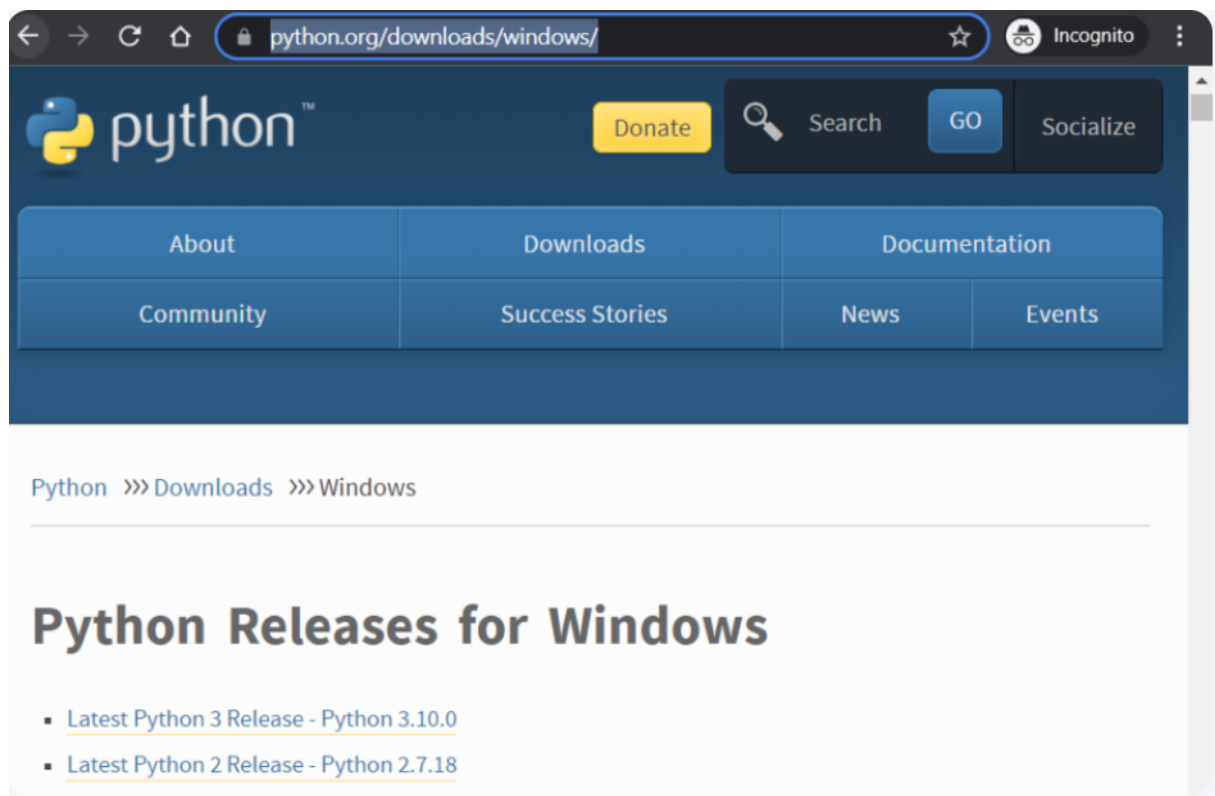 python.org/downloads/windows/ Incognito
python™ Donate Search GO Socialize
About Downloads Documentation
Community Success Stories News Events
Python >>> Downloads >>> Windows
Python Releases for Windows
▪ Latest Python 3 Release - Python 3.10.0
▪ Latest Python 2 Release - Python 2.7.18